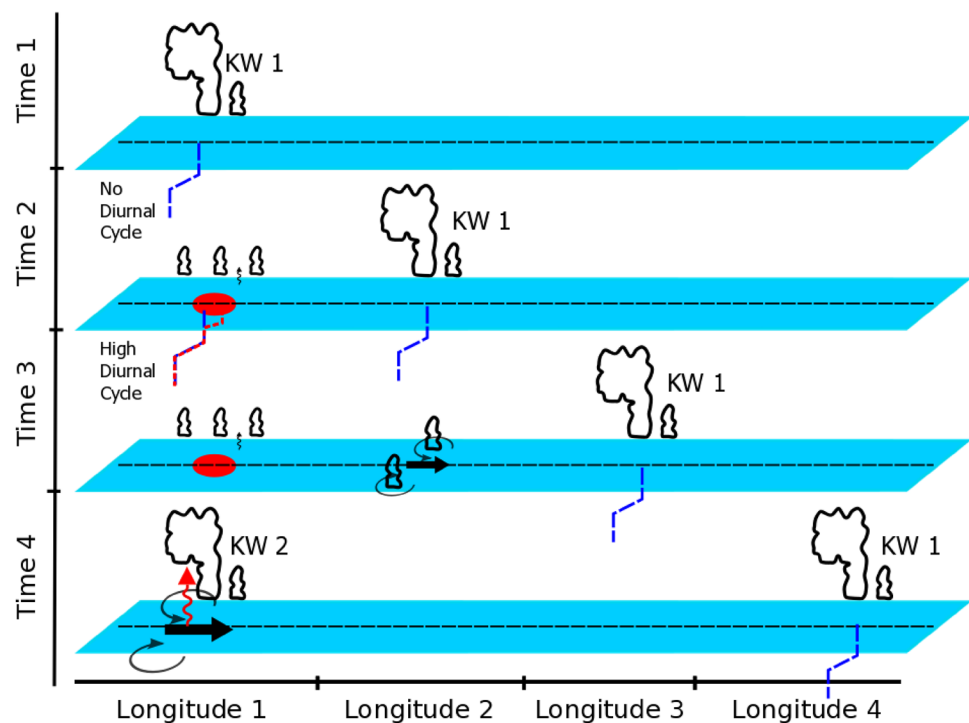 Time 1
KW 1
No
Diurnal
Cycle
Time 2
KW 1
High
Diurnal
Cycle
Time 3
KW 1
Time 4
KW 2
KW 1
Longitude 1
Longitude 2
Longitude 3
Longitude 4